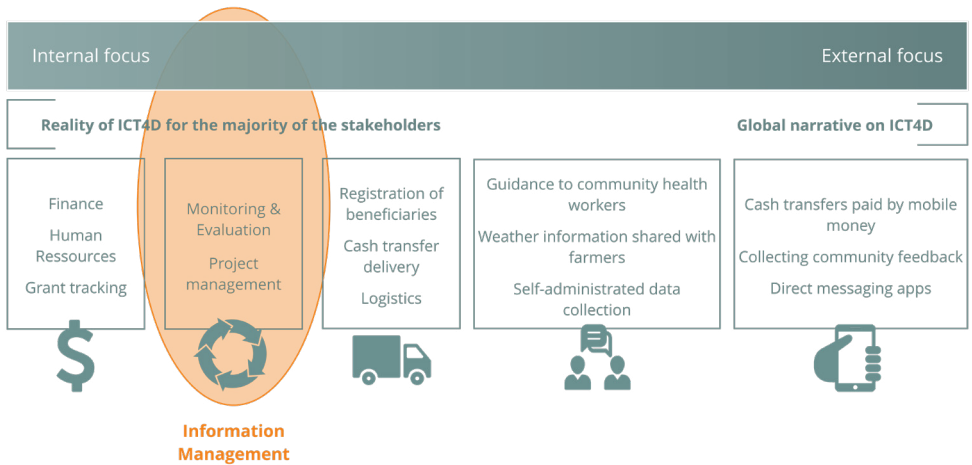 Internal focus
External focus
Reality of ICT4D for the majority of the stakeholders
Global narrative on ICT4D
Finance
Human
Ressources
Grant tracking
Monitoring &
Evaluation
Project
management
Registration of
beneficiaries
Cash transfer
delivery
Logistics
Guidance to community health
workers
Weather information shared with
farmers
Self-administrated data
collection
Cash transfers paid by mobile
money
Collecting community feedback
Direct messaging apps
$
Information
Management